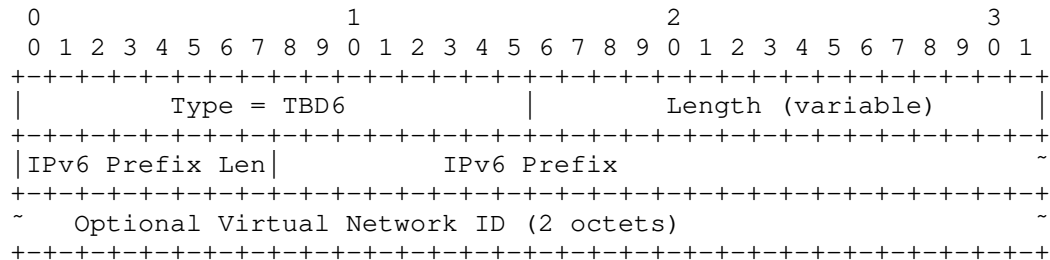 0                   1                   2                   3
 0 1 2 3 4 5 6 7 8 9 0 1 2 3 4 5 6 7 8 9 0 1 2 3 4 5 6 7 8 9 0 1
+-+-+-+-+-+-+-+-+-+-+-+-+-+-+-+-+-+-+-+-+-+-+-+-+-+-+-+-+-+-+-+-+
|         Type = TBD6           |        Length (variable)      |
+-+-+-+-+-+-+-+-+-+-+-+-+-+-+-+-+-+-+-+-+-+-+-+-+-+-+-+-+-+-+-+-+
|IPv6 Prefix Len|          IPv6 Prefix                          ~
+-+-+-+-+-+-+-+-+-+-+-+-+-+-+-+-+-+-+-+-+-+-+-+-+-+-+-+-+-+-+-+-+
~   Optional Virtual Network ID (2 octets)                      ~
+-+-+-+-+-+-+-+-+-+-+-+-+-+-+-+-+-+-+-+-+-+-+-+-+-+-+-+-+-+-+-+-+